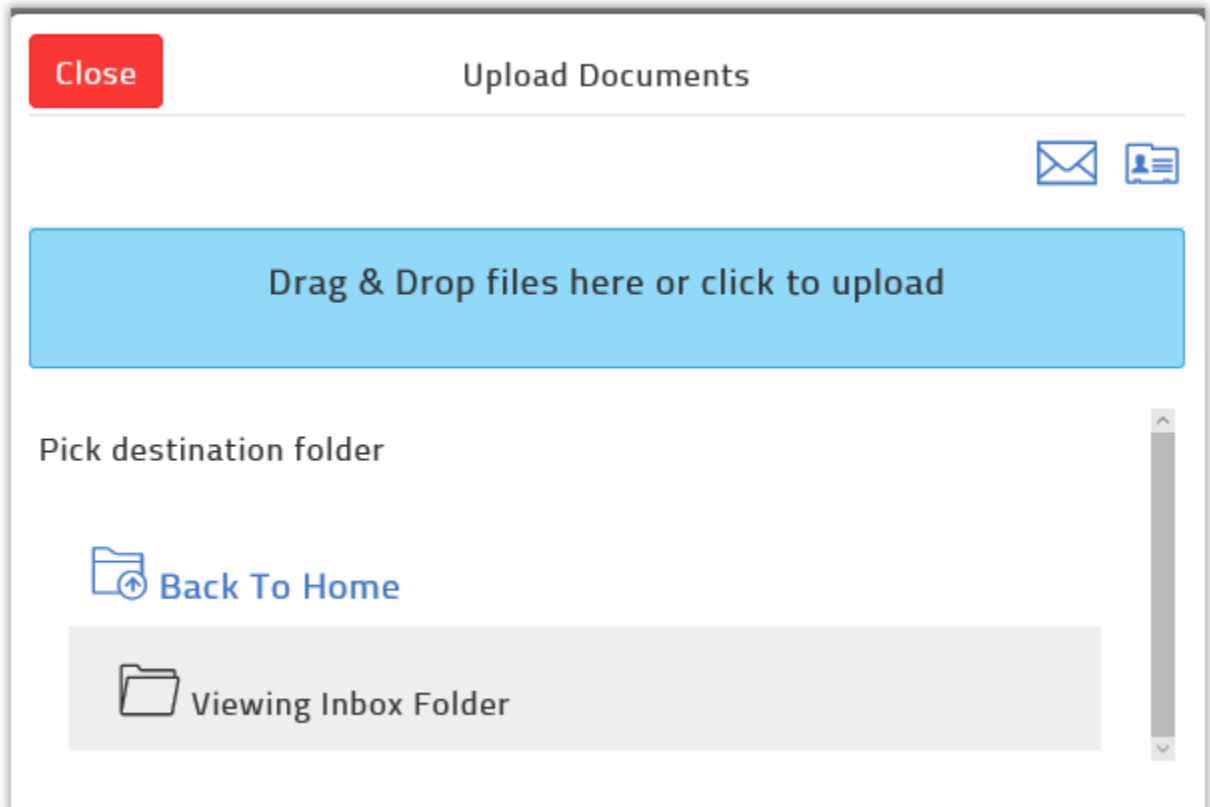 Close
Upload Documents
Drag & Drop files here or click to upload
Pick destination folder
Back To Home
Viewing Inbox Folder